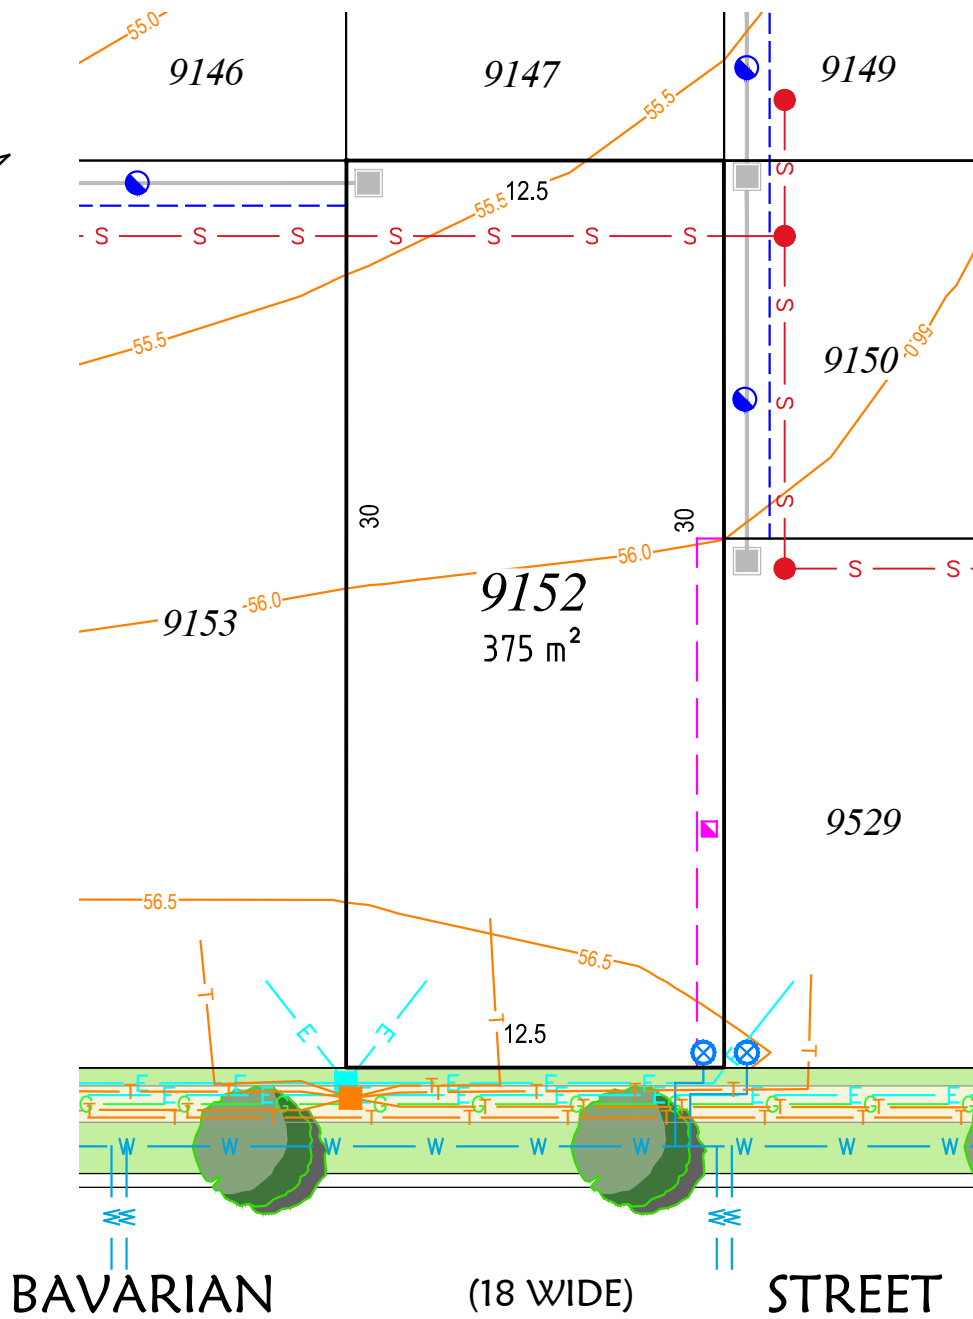 55.0
9146
9147
9149
55.5
S
12.5
55.5
S S S S S S S
S
55.5
56.0
9150
S
S
30
30
56.0
9152
S S
56.0
9153
375 m²
9529
56.5
56.5
T
E E
T
12.5
E
T
E E E E E E E
T T T T
G G G G G G G
T T T T T
W W W W W W W W W
W W W W
BAVARIAN (18 WIDE) STREET